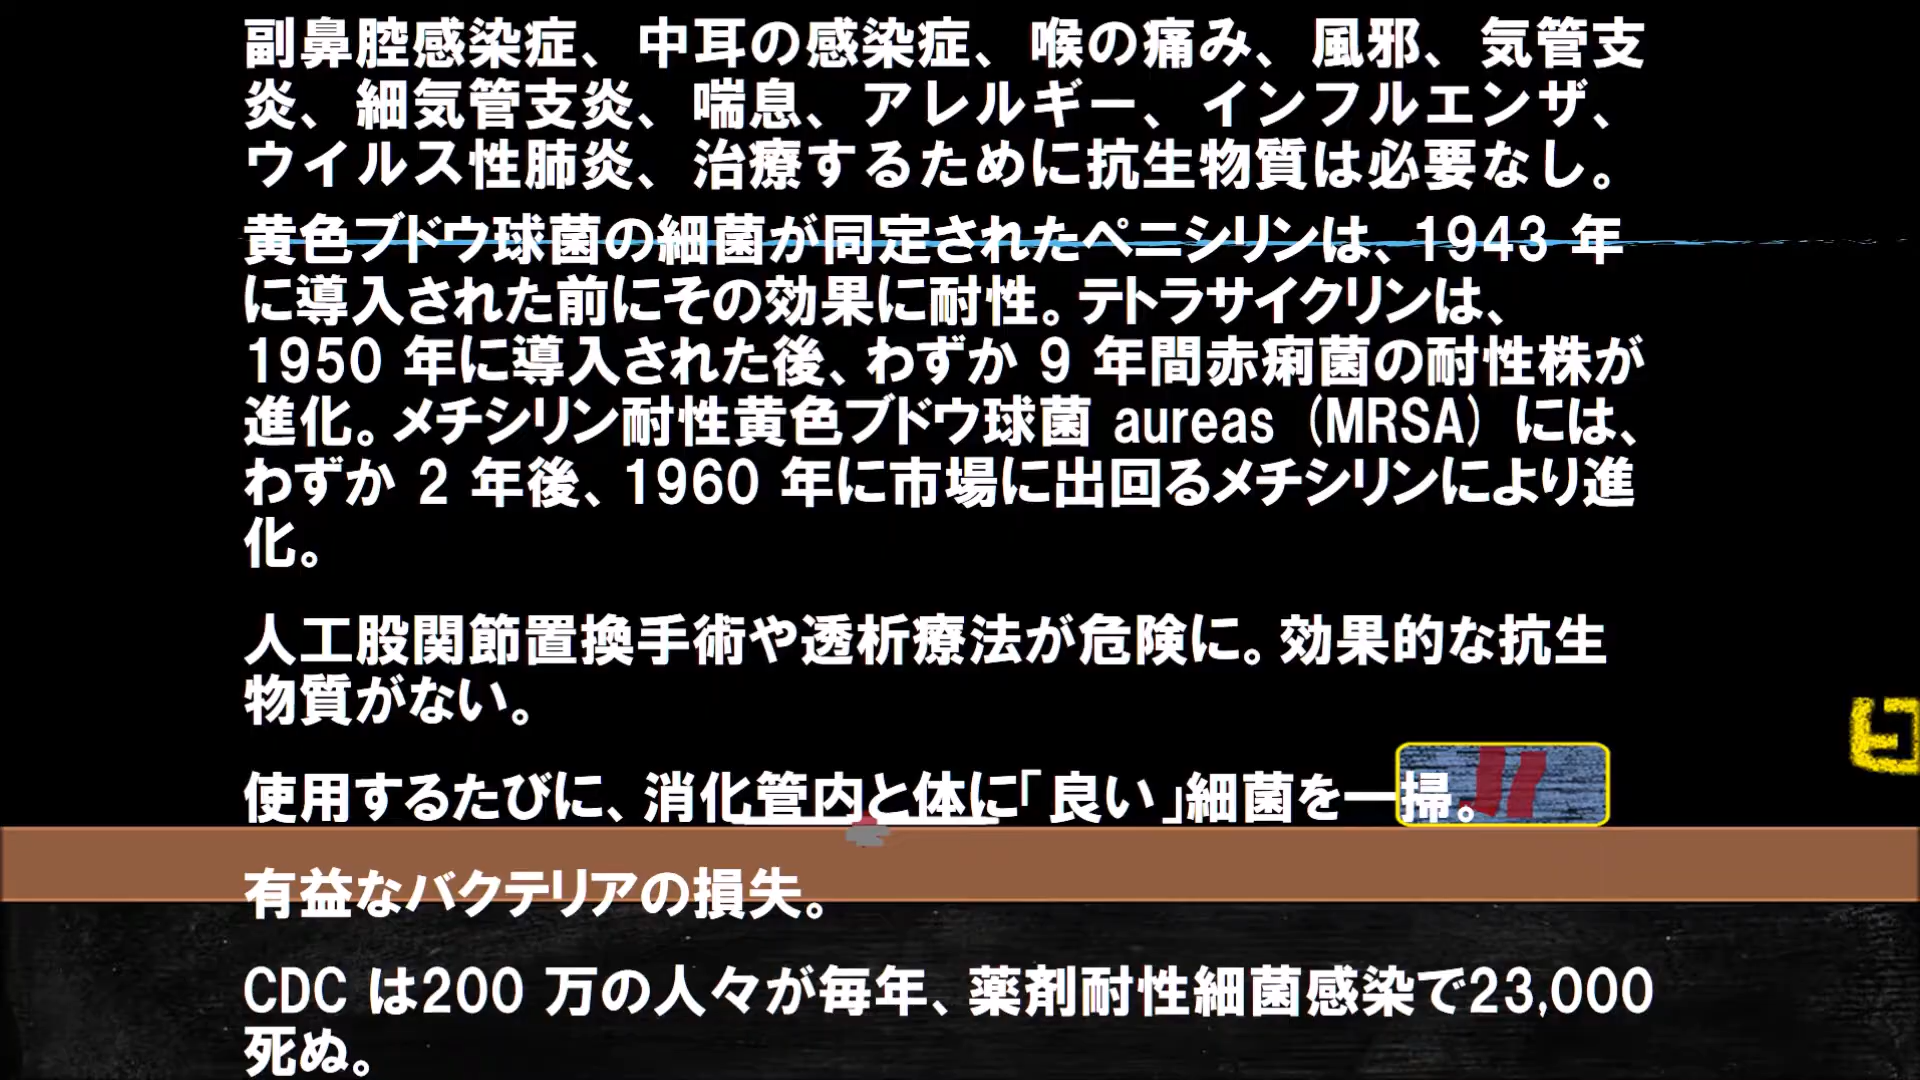 副鼻腔感染症、中耳の感染症、喉の痛み、風邪、気管支
炎、細気管支炎、喘息、アレルギー、インフルエンザ、
ウイルス性肺炎、治療するために抗生物質は必要なし。
黄色ブドウ球菌の細菌が同定されたペニシリンは、1943 年
に導入された前にその効果に耐性。テトラサイクリンは、
1950 年に導入された後、わずか 9 年間赤痢菌の耐性株が
進化。メチシリン耐性黄色ブドウ球菌 aureas (MRSA) には、
わずか 2 年後、1960 年に市場に出回るメチシリンにより進
化。
人工股関節置換手術や透析療法が危険に。効果的な抗生
物質がない。
使用するたびに、消化管内と体に「良い」細菌を一掃。
有益なバクテリアの損失。
CDC は200 万の人々が毎年、薬剤耐性細菌感染で23,000
死ぬ。